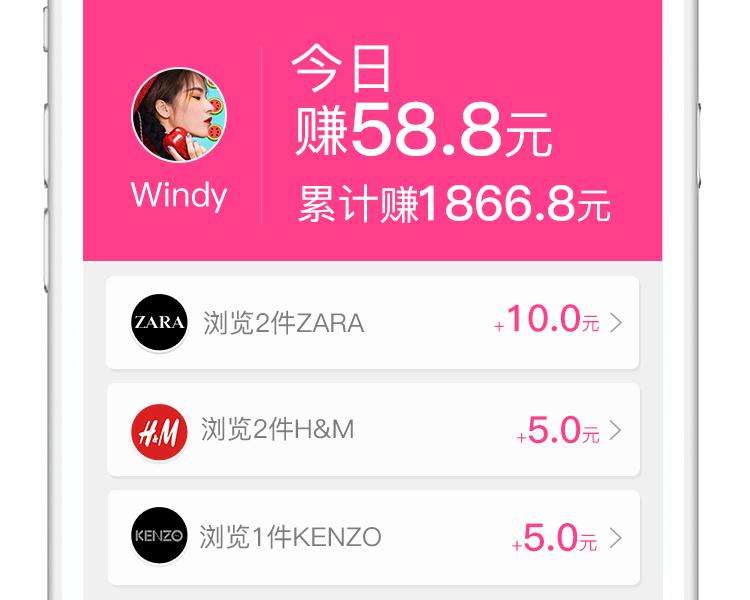 今日
赚58.8元
Windy
累计赚1866.8元
ZARA
浏览2件ZARA
+10.0元
H&M
浏览2件H&M
+5.0元
KENZO
浏览1件KENZO
+5.0元